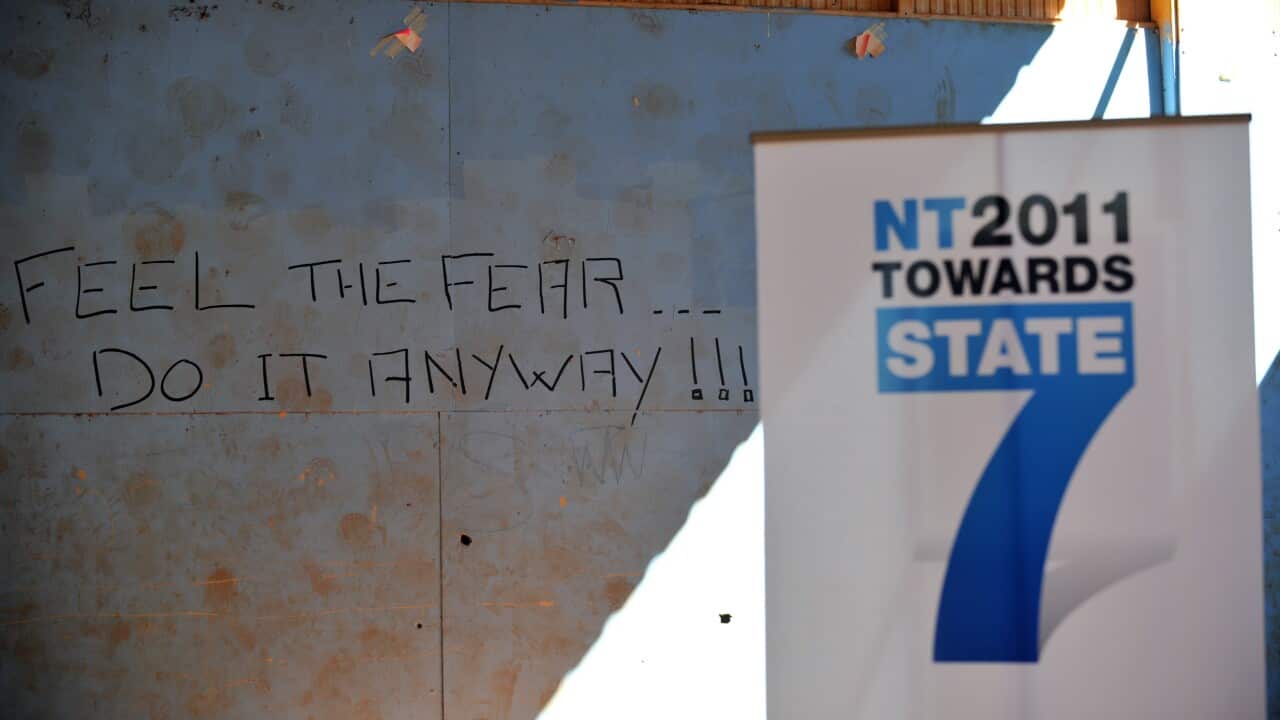 FEEL THE FEAR...
DO IT ANYWAY!!!
NT2011
TOWARDS
STATE
7